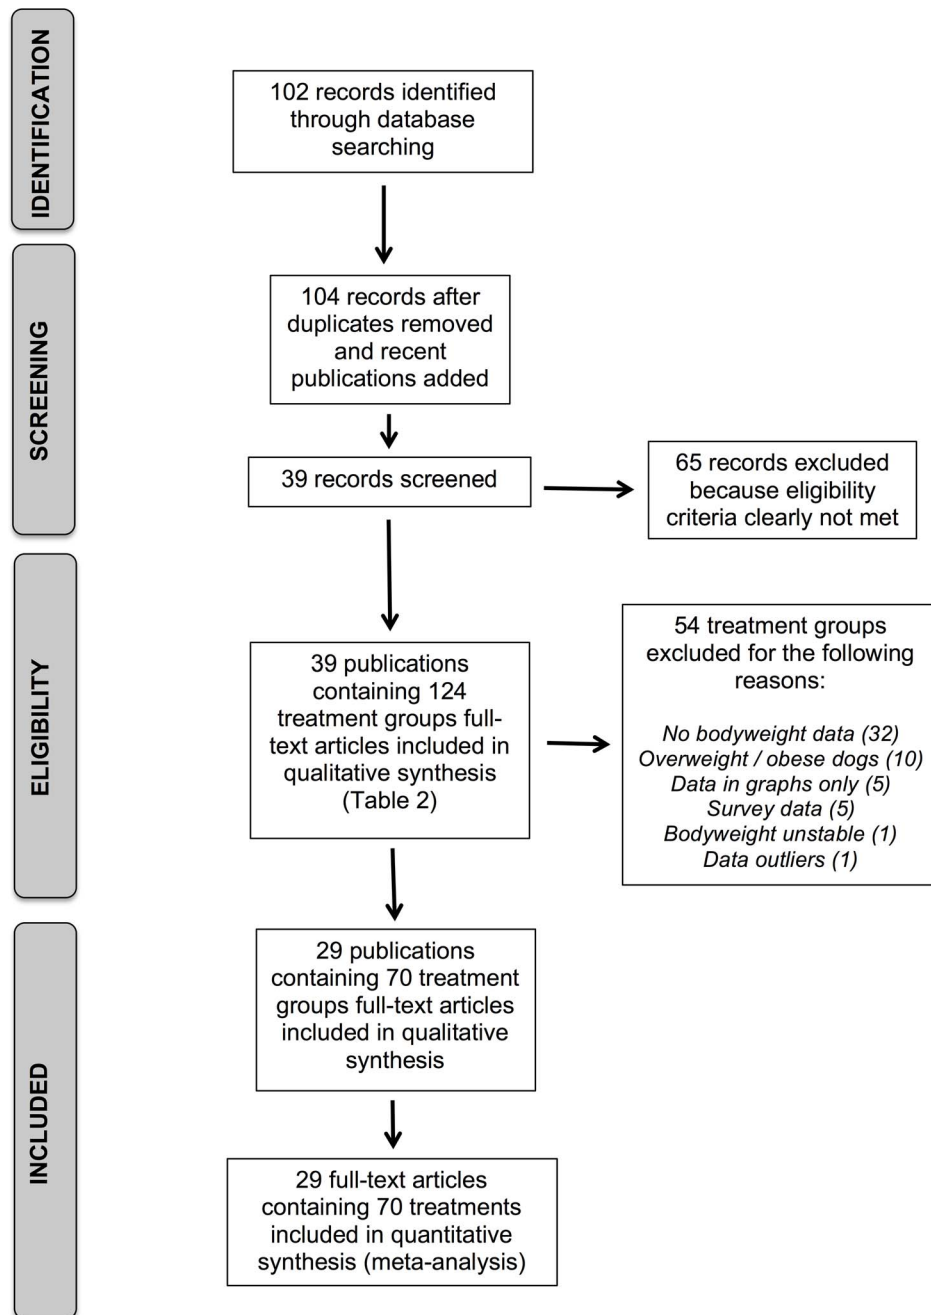 IDENTIFICATION
102 records identified
through database
searching
SCREENING
104 records after
duplicates removed
and recent
publications added
39 records screened
65 records excluded
because eligibility
criteria clearly not met
ELIGIBILITY
39 publications
containing 124
treatment groups full-
text articles included in
qualitative synthesis
(Table 2)
54 treatment groups
excluded for the following
reasons:
No bodyweight data (32)
Overweight / obese dogs (10)
Data in graphs only (5)
Survey data (5)
Bodyweight unstable (1)
Data outliers (1)
INCLUDED
29 publications
containing 70 treatment
groups full-text articles
included in qualitative
synthesis
29 full-text articles
containing 70 treatments
included in quantitative
synthesis (meta-analysis)